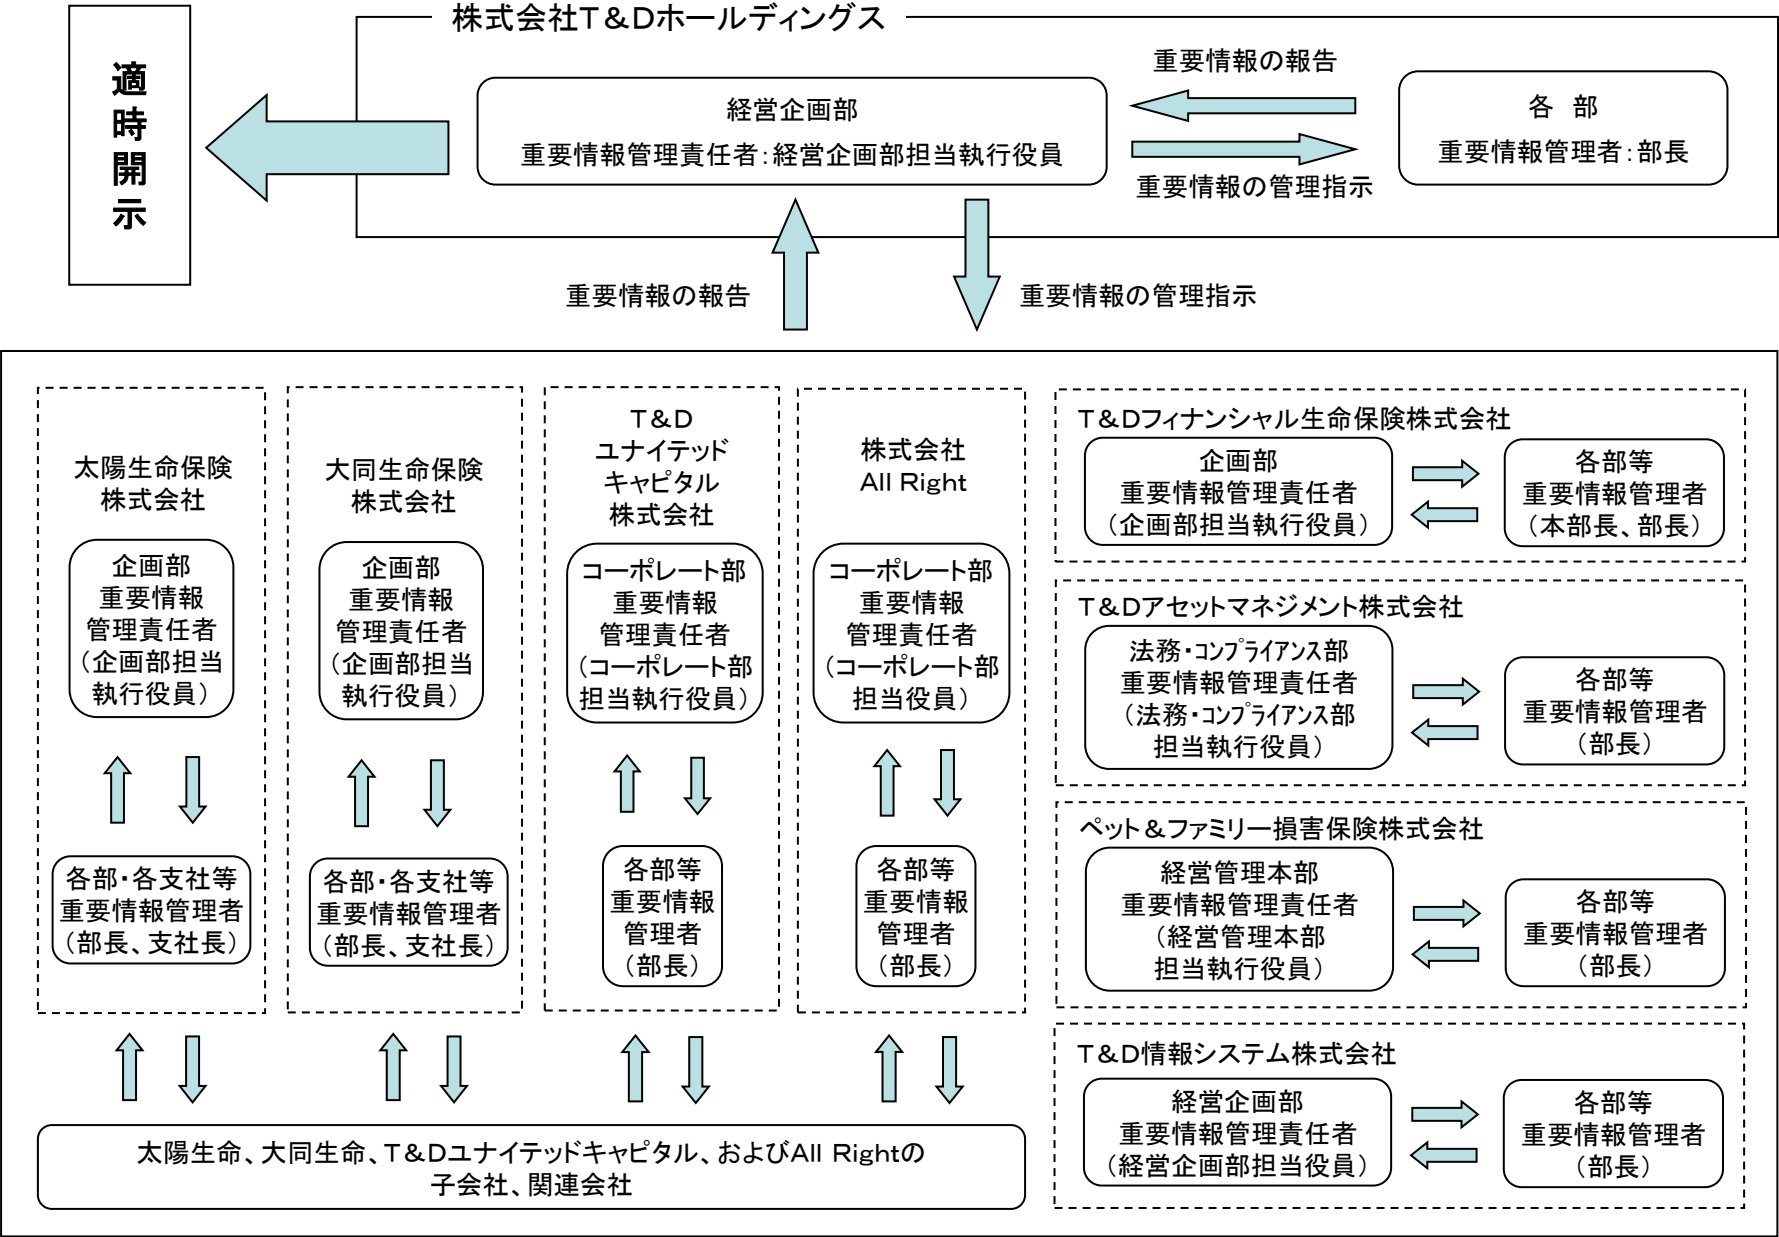 株式会社T&Dホールディングス
適
時
開
示
経営企画部
重要情報管理責任者：経営企画部担当執行役員
重要情報の報告
重要情報の管理指示
各　部
重要情報管理者：部長
重要情報の報告
重要情報の管理指示
太陽生命保険
株式会社
企画部
重要情報
管理責任者
（企画部担当
執行役員）
各部・各支社等
重要情報管理者
（部長、支社長）
大同生命保険
株式会社
企画部
重要情報
管理責任者
（企画部担当
執行役員）
各部・各支社等
重要情報管理者
（部長、支社長）
T&D
ユナイテッド
キャピタル
株式会社
コーポレート部
重要情報
管理責任者
（コーポレート部
担当執行役員）
各部等
重要情報
管理者
（部長）
株式会社
All Right
コーポレート部
重要情報
管理責任者
（コーポレート部
担当役員）
各部等
重要情報
管理者
（部長）
太陽生命、大同生命、T&Dユナイテッドキャピタル、およびAll Rightの
子会社、関連会社
T&Dフィナンシャル生命保険株式会社
企画部
重要情報管理責任者
（企画部担当執行役員）
各部等
重要情報管理者
（本部長、部長）
T&Dアセットマネジメント株式会社
法務・コンプライアンス部
重要情報管理責任者
（法務・コンプライアンス部
担当執行役員）
各部等
重要情報管理者
（部長）
ペット&ファミリー損害保険株式会社
経営管理本部
重要情報管理責任者
（経営管理本部
担当執行役員）
各部等
重要情報管理者
（部長）
T&D情報システム株式会社
経営企画部
重要情報管理責任者
（経営企画部担当役員）
各部等
重要情報管理者
（部長）